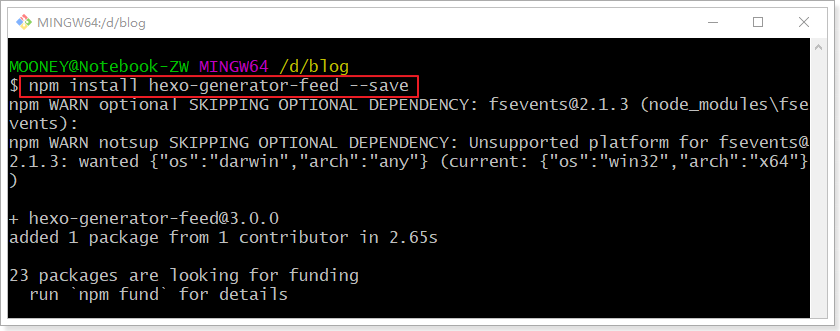 MINGW64:/d/blog
MOONEY@Notebook-ZW MINGW64 /d/blog
$ npm install hexo-generator-feed --save
npm WARN optional SKIPPING OPTIONAL DEPENDENCY: fsevents@2.1.3 (node_modules\fse
vents):
npm WARN notsup SKIPPING OPTIONAL DEPENDENCY: Unsupported platform for fsevents@
2.1.3: wanted {"os":"darwin","arch":"any"} (current: {"os":"win32","arch":"x64"}
)
+ hexo-generator-feed@3.0.0
added 1 package from 1 contributor in 2.65s
23 packages are looking for funding
  run `npm fund` for details